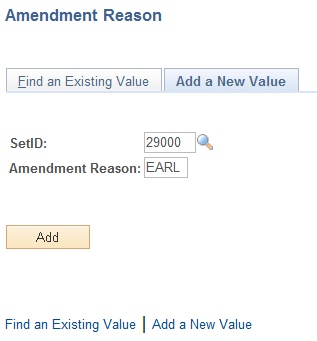 Amendment Reason
Find an Existing Value Add a New Value
SetID: 29000
Amendment Reason: EARL
Add
Find an Existing Value | Add a New Value